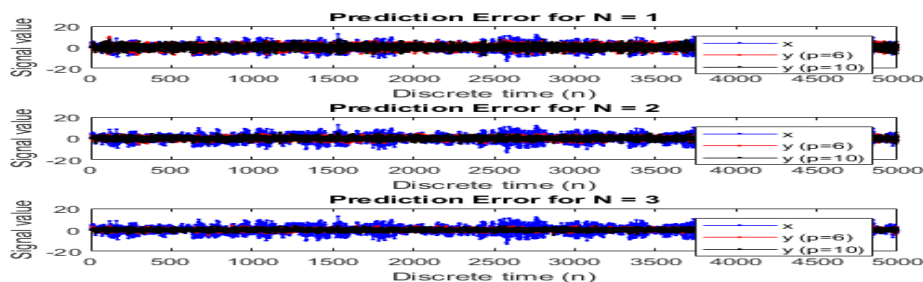 Prediction Error for N = 1
Signal value
20
0
-20
x
y (p=6)
y (p=10)
0 500 1000 1500 2000 2500 3000 3500 4000 4500 5000
Discrete time (n)
Prediction Error for N = 2
Signal value
20
0
-20
x
y (p=6)
y (p=10)
0 500 1000 1500 2000 2500 3000 3500 4000 4500 5000
Discrete time (n)
Prediction Error for N = 3
Signal value
20
0
-20
x
y (p=6)
y (p=10)
0 500 1000 1500 2000 2500 3000 3500 4000 4500 5000
Discrete time (n)